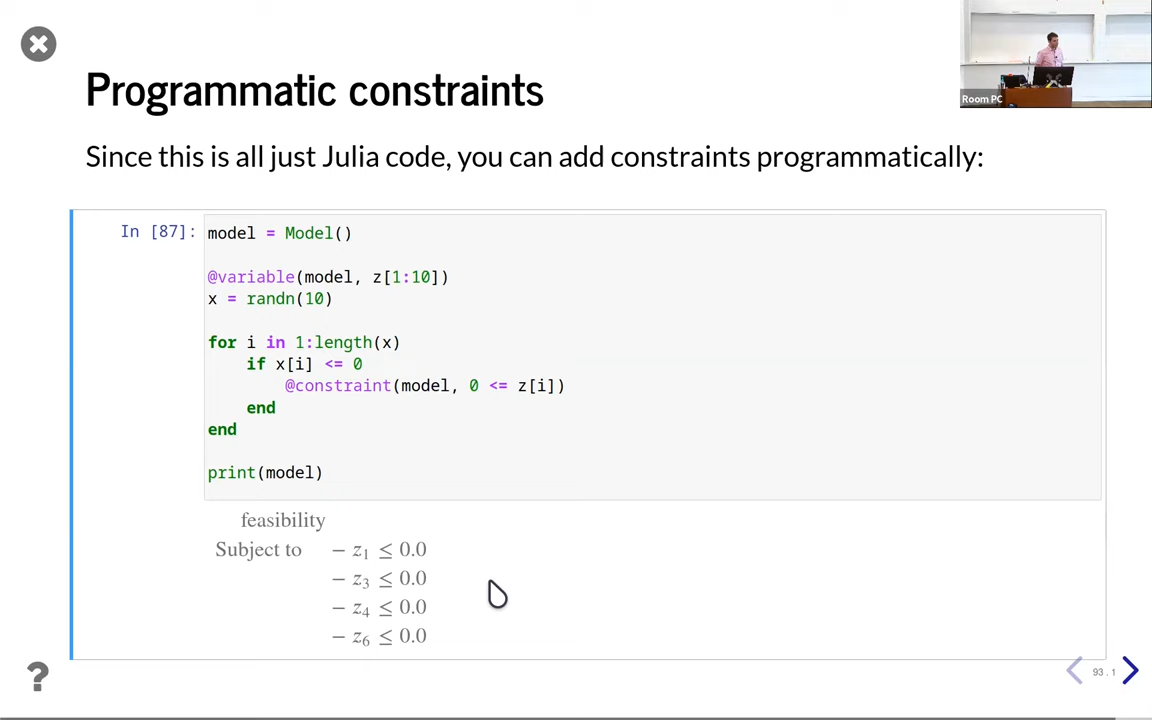 Programmatic constraints
Room PC
Since this is all just Julia code, you can add constraints programmatically:
In [87]:
model = Model()
@variable(model, z[1:10])
x = randn(10)
for i in 1:length(x)
if x[i] <= 0
@constraint(model, 0 <= z[i])
end
end
print(model)
feasibility
Subject to − z₁ ≤ 0.0
− z₃ ≤ 0.0
− z₄ ≤ 0.0
− z₆ ≤ 0.0
?
93 . 1